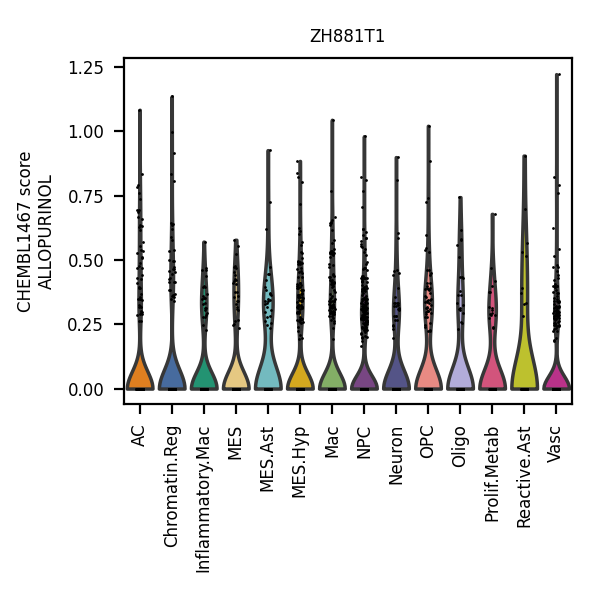 ZH881T1
CHEMBL1467 score
ALLOPURINOL
1.25
1.00
0.75
0.50
0.25
0.00
AC
Chromatin.Reg
Inflammatory.Mac
MES
MES.Ast
MES.Hyp
Mac
NPC
Neuron
OPC
Oligo
Prolif.Metab
Reactive.Ast
Vasc